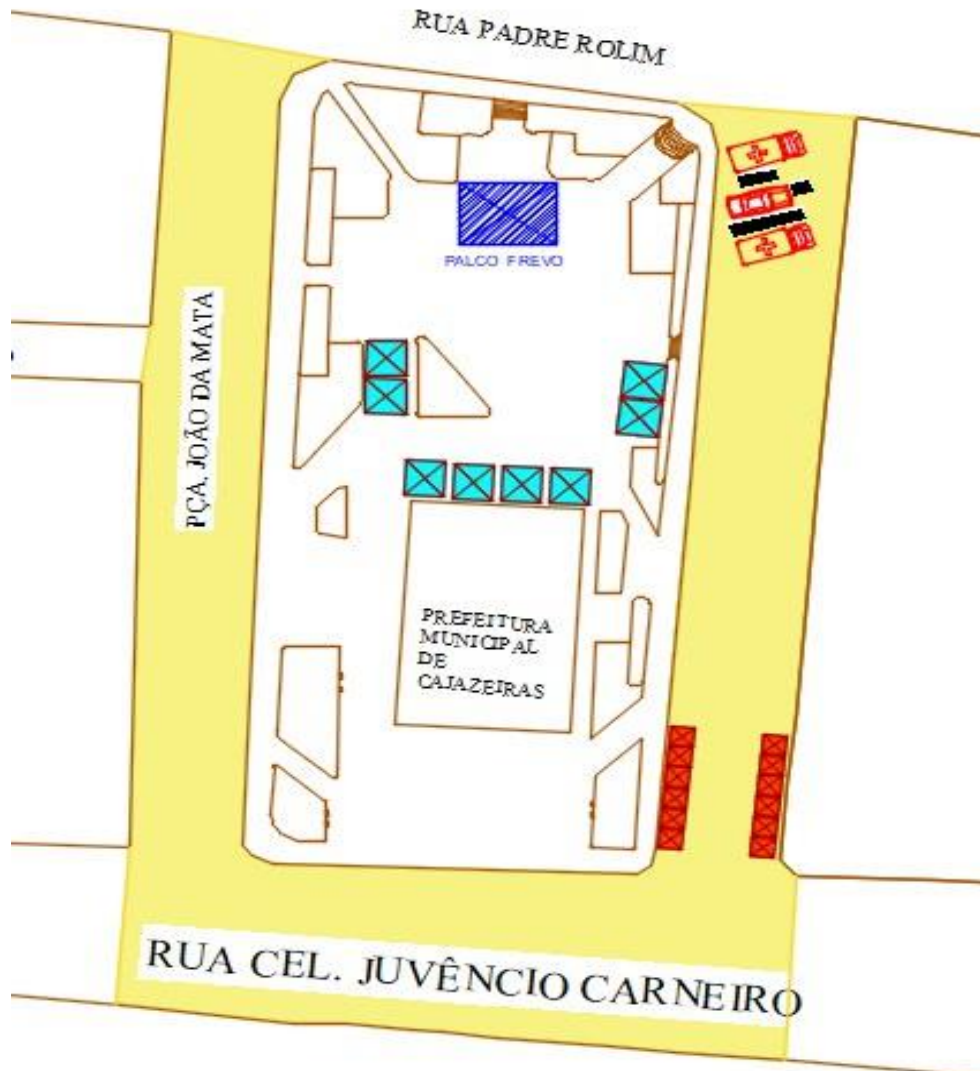 RUA PADRE ROLIM
PALCO FREVO
PÇA. JOÃO DA MATA
PREFEITURA
MUNICIPAL
DE
CAJAZEIRAS
RUA CEL. JUVÊNCIO CARNEIRO